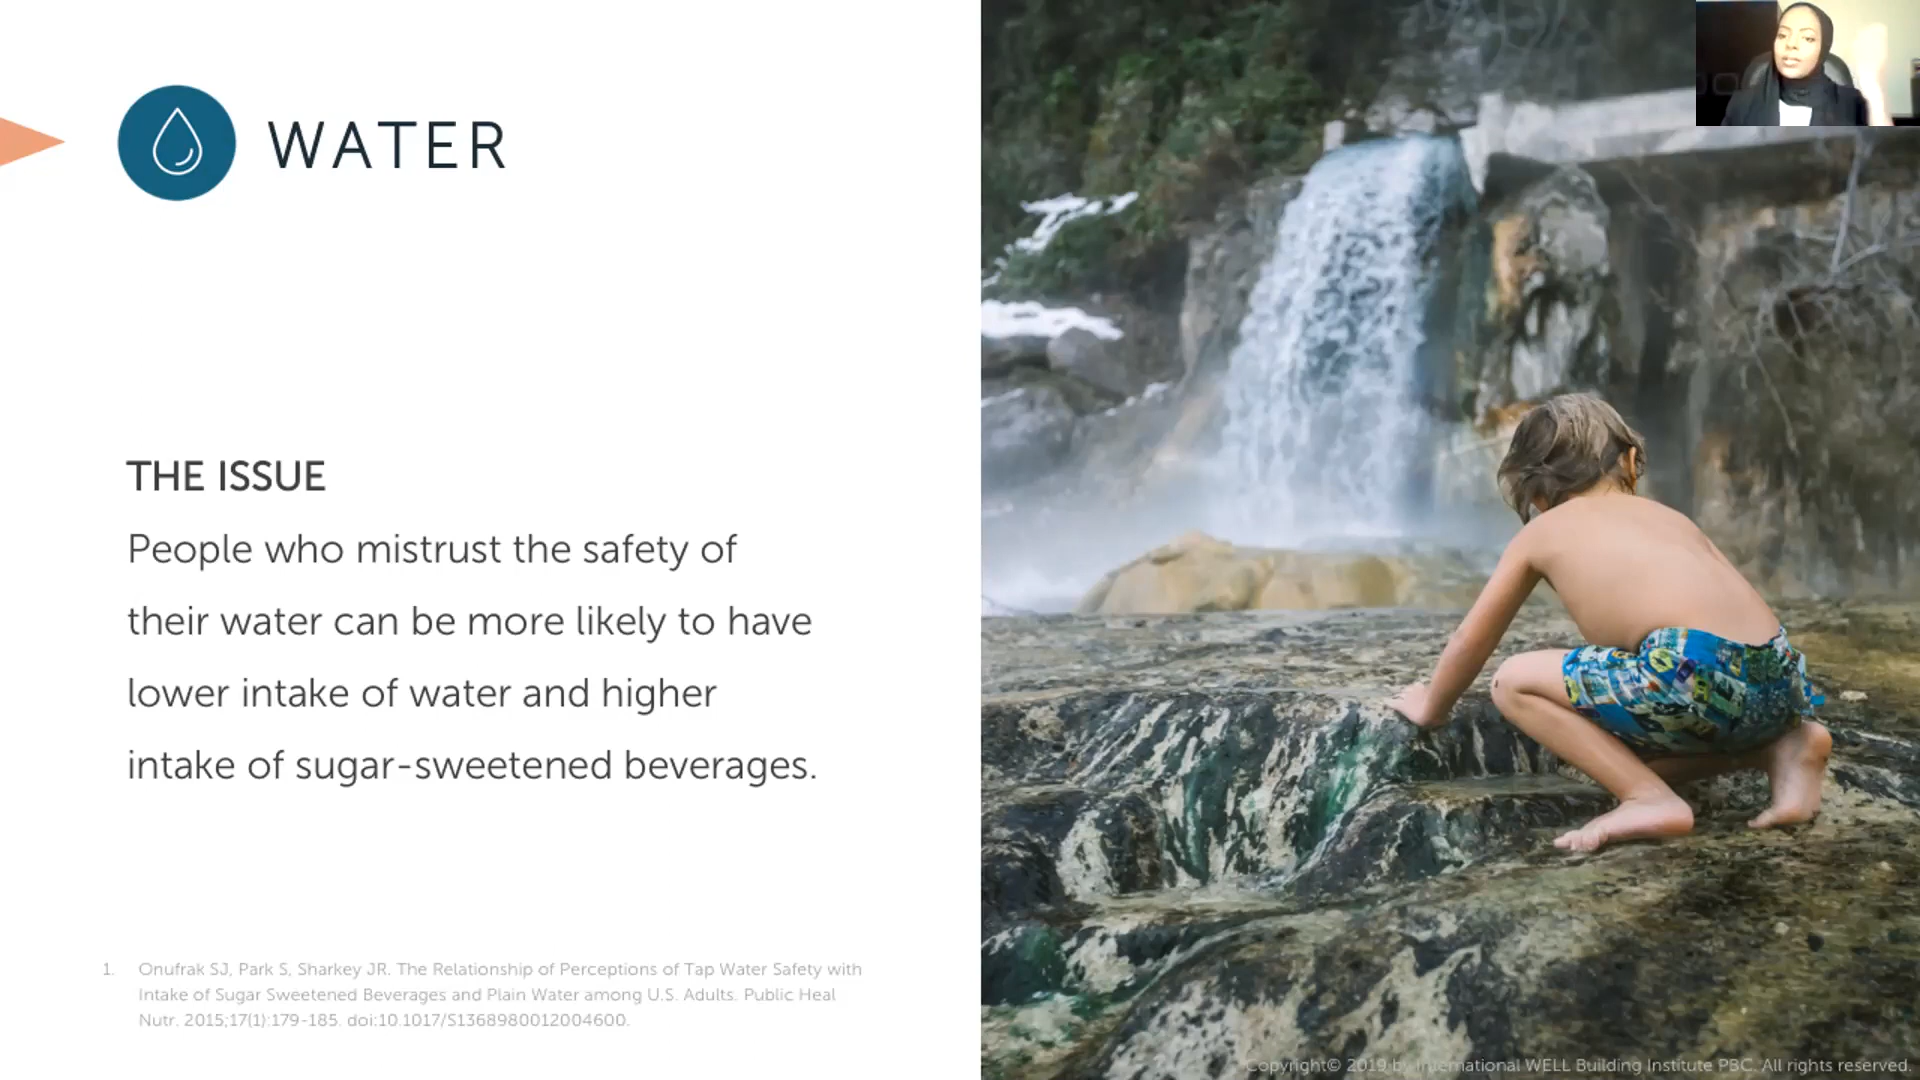 WATER
THE ISSUE
People who mistrust the safety of
their water can be more likely to have
lower intake of water and higher
intake of sugar-sweetened beverages.
1. Onufrak SJ, Park S, Sharkey JR. The Relationship of Perceptions of Tap Water Safety with
Intake of Sugar Sweetened Beverages and Plain Water among U.S. Adults. Public Heal
Nutr. 2015;17(1):179-185. doi:10.1017/S1368980012004600.
Copyright© 2019 by International WELL Building Institute PBC. All rights reserved.